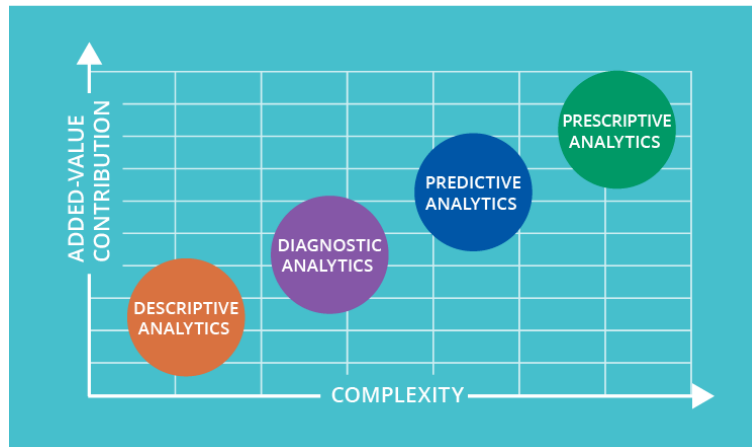 ADDED-VALUE
CONTRIBUTION
PRESCRIPTIVE
ANALYTICS
PREDICTIVE
ANALYTICS
DIAGNOSTIC
ANALYTICS
DESCRIPTIVE
ANALYTICS
COMPLEXITY